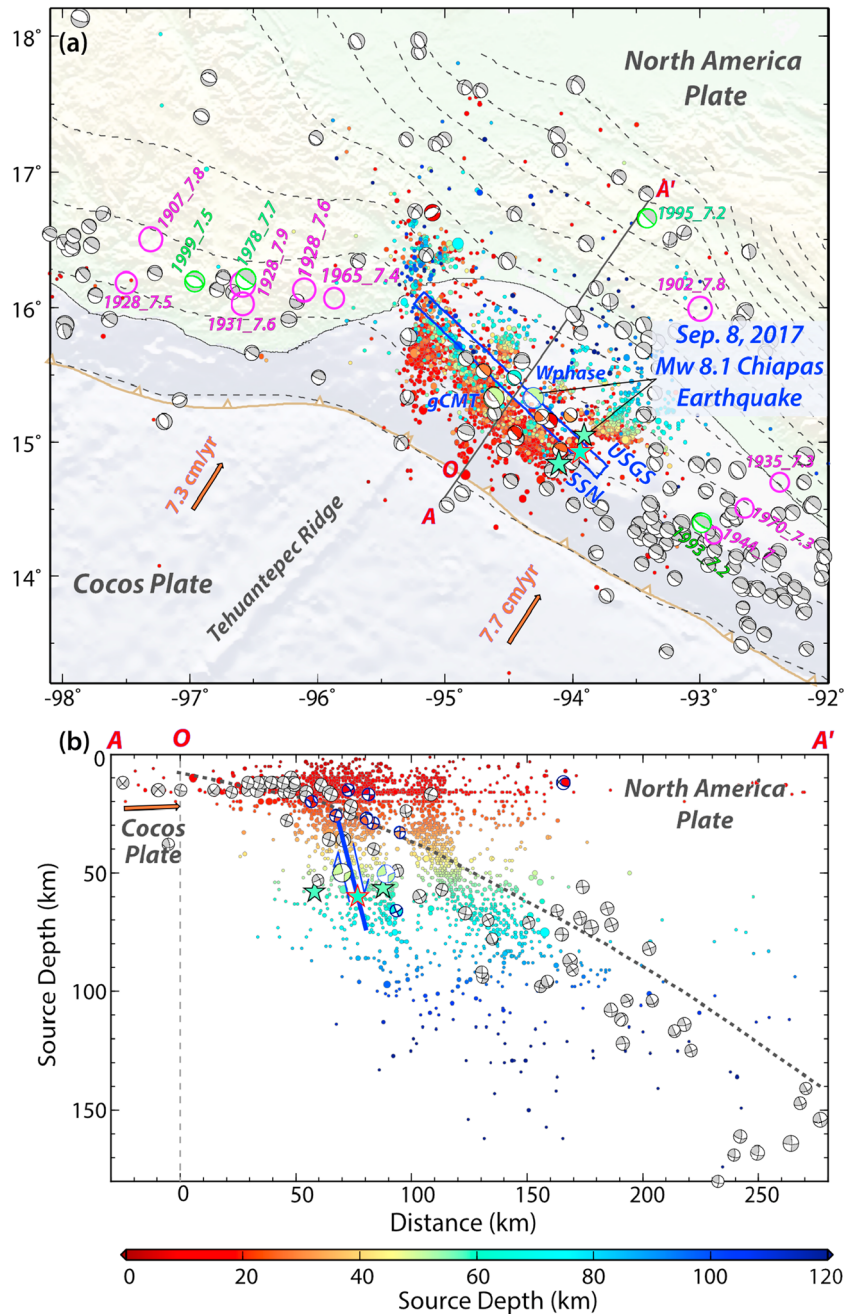 (a)
North America
Plate
18˚
17˚
16˚
15˚
14˚
A'
1995_7.2
1907_7.8
1999_7.5
1978_7.7
1928_7.9
1928_7.6
1965_7.4
1928_7.5
1931_7.6
1902_7.8
Sep. 8, 2017
Mw 8.1 Chiapas
Earthquake
Wphase
gCMT
USGS
SSN
O
A
1935_7.3
1970_7.3
1993_7.2
7.3 cm/yr
7.7 cm/yr
Cocos Plate
Tehuantepec Ridge
-98 -97 -96 -95 -94 -93 -92
(b)
A O A'
0
50
100
150
Source Depth (km)
Cocos
Plate
North America
Plate
0 50 100 150 200 250
Distance (km)
0 20 40 60 80 100 120
Source Depth (km)